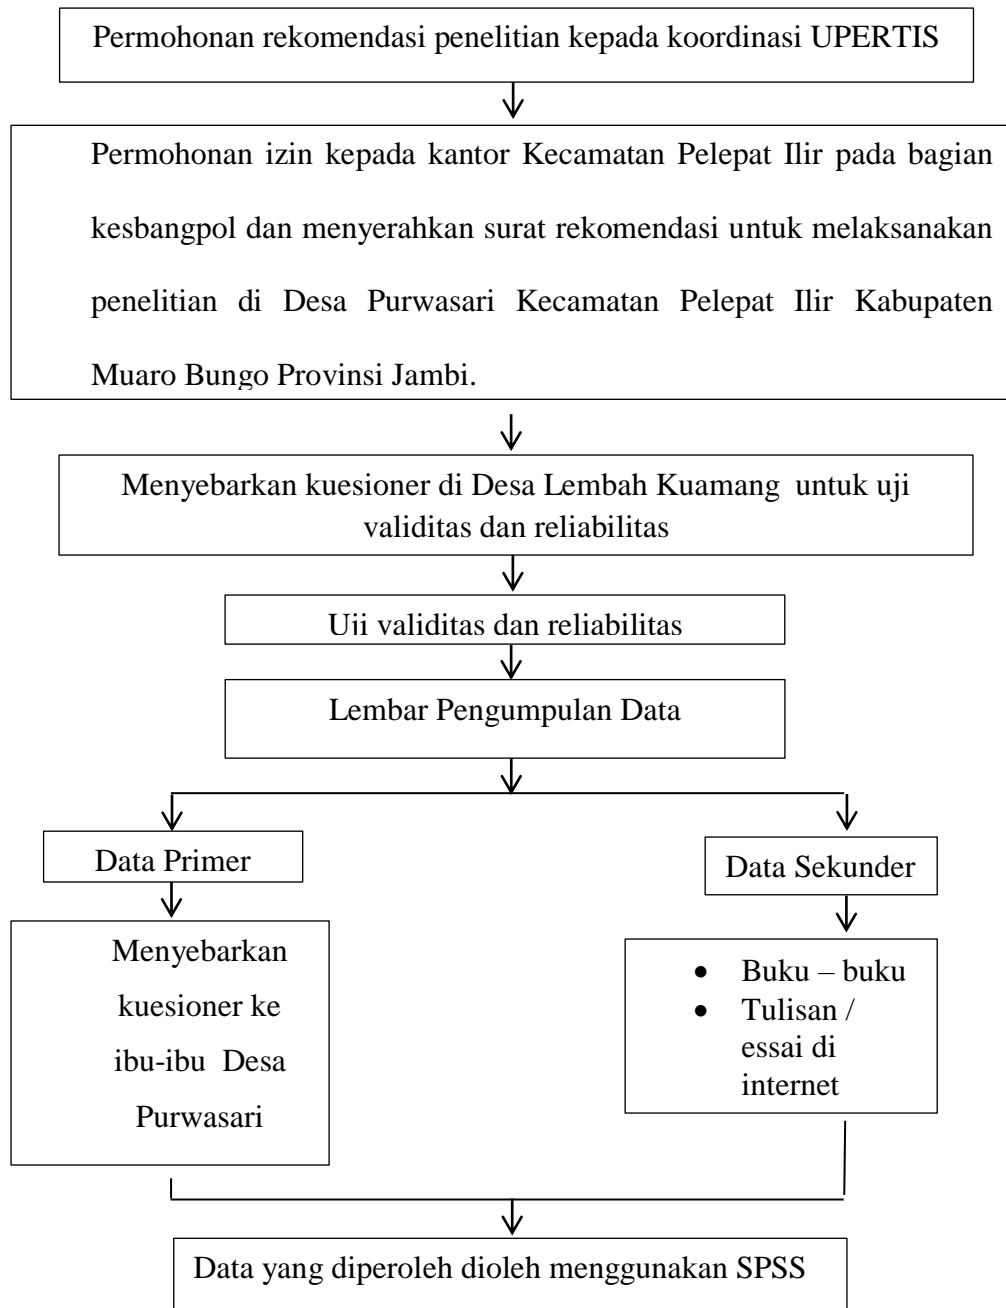 Permohonan rekomendasi penelitian kepada koordinasi UPERTIS
Permohonan izin kepada kantor Kecamatan Pelepat Ilir pada bagian
kesbangpol dan menyerahkan surat rekomendasi untuk melaksanakan
penelitian di Desa Purwasari Kecamatan Pelepat Ilir Kabupaten
Muaro Bungo Provinsi Jambi.
Menyebarkan kuesioner di Desa Lembah Kuamang untuk uji
validitas dan reliabilitas
Uji validitas dan reliabilitas
Lembar Pengumpulan Data
Data Primer
Data Sekunder
Menyebarkan
kuesioner ke
ibu-ibu Desa
Purwasari
• Buku – buku
• Tulisan /
essai di
internet
Data yang diperoleh dioleh menggunakan SPSS